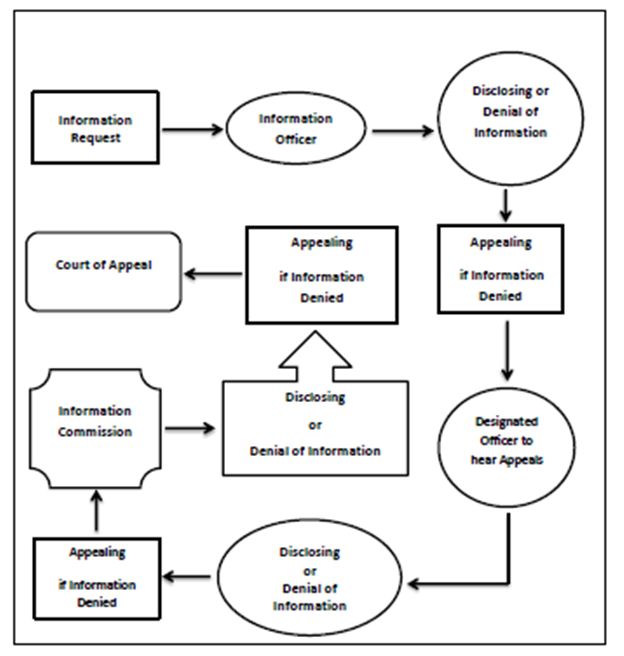 Information
Request
Information
Officer
Disclosing or
Denial of
Information
Appealing
if Information
Denied
Designated
Officer to
hear Appeals
Disclosing
or
Denial of
Information
Appealing
if Information
Denied
Information
Commission
Disclosing
or
Denial of Information
Appealing
if Information
Denied
Court of Appeal